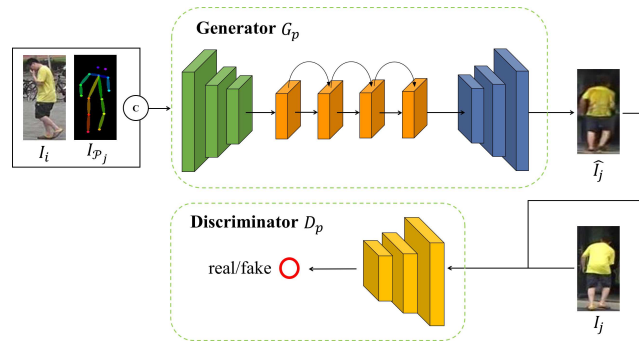 Generator G_p
C
I_i
I_{𝒫_j}
Î_j
Discriminator D_p
real/fake
I_j